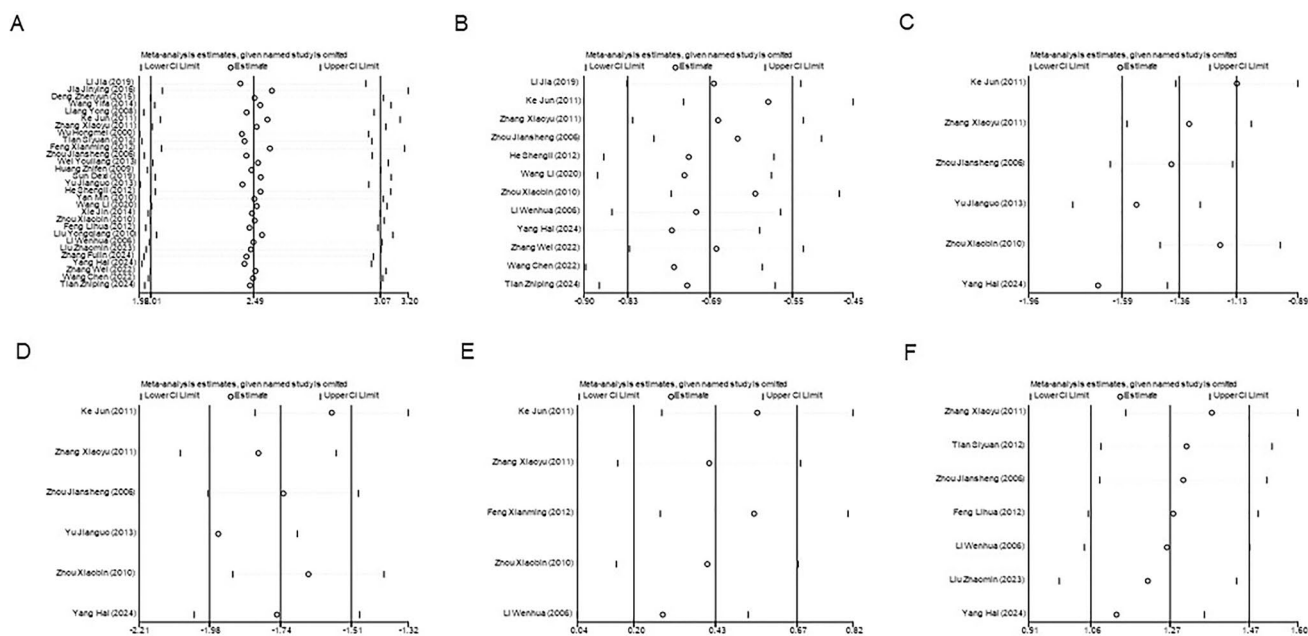 A
Meta-analysis estimates, given named study is omitted
Lower CI Limit Estimate Upper CI Limit
Li Jia (2019)
Jia Jinying (2016)
Deng Zhenyun (2015)
Wang Yifa (2014)
Liang Yong (2008)
Ke Jun (2011)
Zhang Xiaoyu (2011)
Wu Hongmei (2000)
Tian Siyuan (2012)
Feng Xianming (2012)
Zhou Jiansheng (2006)
Wei Youliang (2013)
Huang Zhifen (2009)
Sun Dexi (2019)
Yu Jianguo (2013)
He Shengli (2012)
Yan Min (2010)
Wang Li (2020)
Xie Jin (2014)
Zhou Xiaobin (2010)
Feng Lihua (2012)
Liu Yongqiang (2010)
Li Wenhua (2006)
Liu Zhaomin (2023)
Zhang Fulin (2024)
Yang Hai (2024)
Zhang Wei (2022)
Wang Chen (2022)
Tian Zhiping (2024)
2.01 2.49 3.07 3.20
B
Meta-analysis estimates, given named study is omitted
Lower CI Limit Estimate Upper CI Limit
Li Jia (2019)
Ke Jun (2011)
Zhang Xiaoyu (2011)
Zhou Jiansheng (2006)
He Shengli (2012)
Wang Li (2020)
Zhou Xiaobin (2010)
Li Wenhua (2006)
Yang Hai (2024)
Zhang Wei (2022)
Wang Chen (2022)
Tian Zhiping (2024)
-0.90 -0.83 -0.69 -0.55 -0.45
C
Meta-analysis estimates, given named study is omitted
Lower CI Limit Estimate Upper CI Limit
Ke Jun (2011)
Zhang Xiaoyu (2011)
Zhou Jiansheng (2006)
Yu Jianguo (2013)
Zhou Xiaobin (2010)
Yang Hai (2024)
-1.96 -1.59 -1.36 -1.13 -0.89
D
Meta-analysis estimates, given named study is omitted
Lower CI Limit Estimate Upper CI Limit
Ke Jun (2011)
Zhang Xiaoyu (2011)
Zhou Jiansheng (2006)
Yu Jianguo (2013)
Zhou Xiaobin (2010)
Yang Hai (2024)
-2.21 -1.98 -1.74 -1.51 -1.32
E
Meta-analysis estimates, given named study is omitted
Lower CI Limit Estimate Upper CI Limit
Ke Jun (2011)
Zhang Xiaoyu (2011)
Feng Xianming (2012)
Zhou Xiaobin (2010)
Li Wenhua (2006)
0.04 0.20 0.43 0.67 0.82
F
Meta-analysis estimates, given named study is omitted
Lower CI Limit Estimate Upper CI Limit
Zhang Xiaoyu (2011)
Tian Siyuan (2012)
Zhou Jiansheng (2006)
Feng Lihua (2012)
Li Wenhua (2006)
Liu Zhaomin (2023)
Yang Hai (2024)
0.91 1.06 1.27 1.47 1.60